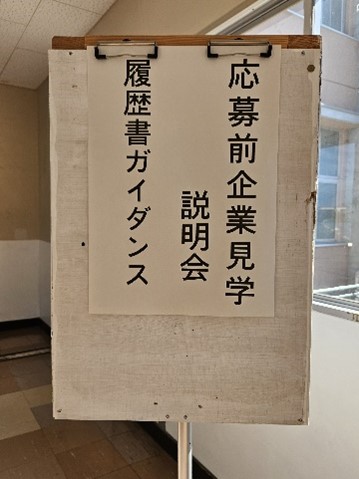 応募前企業見学
説明会
履歴書ガイダンス